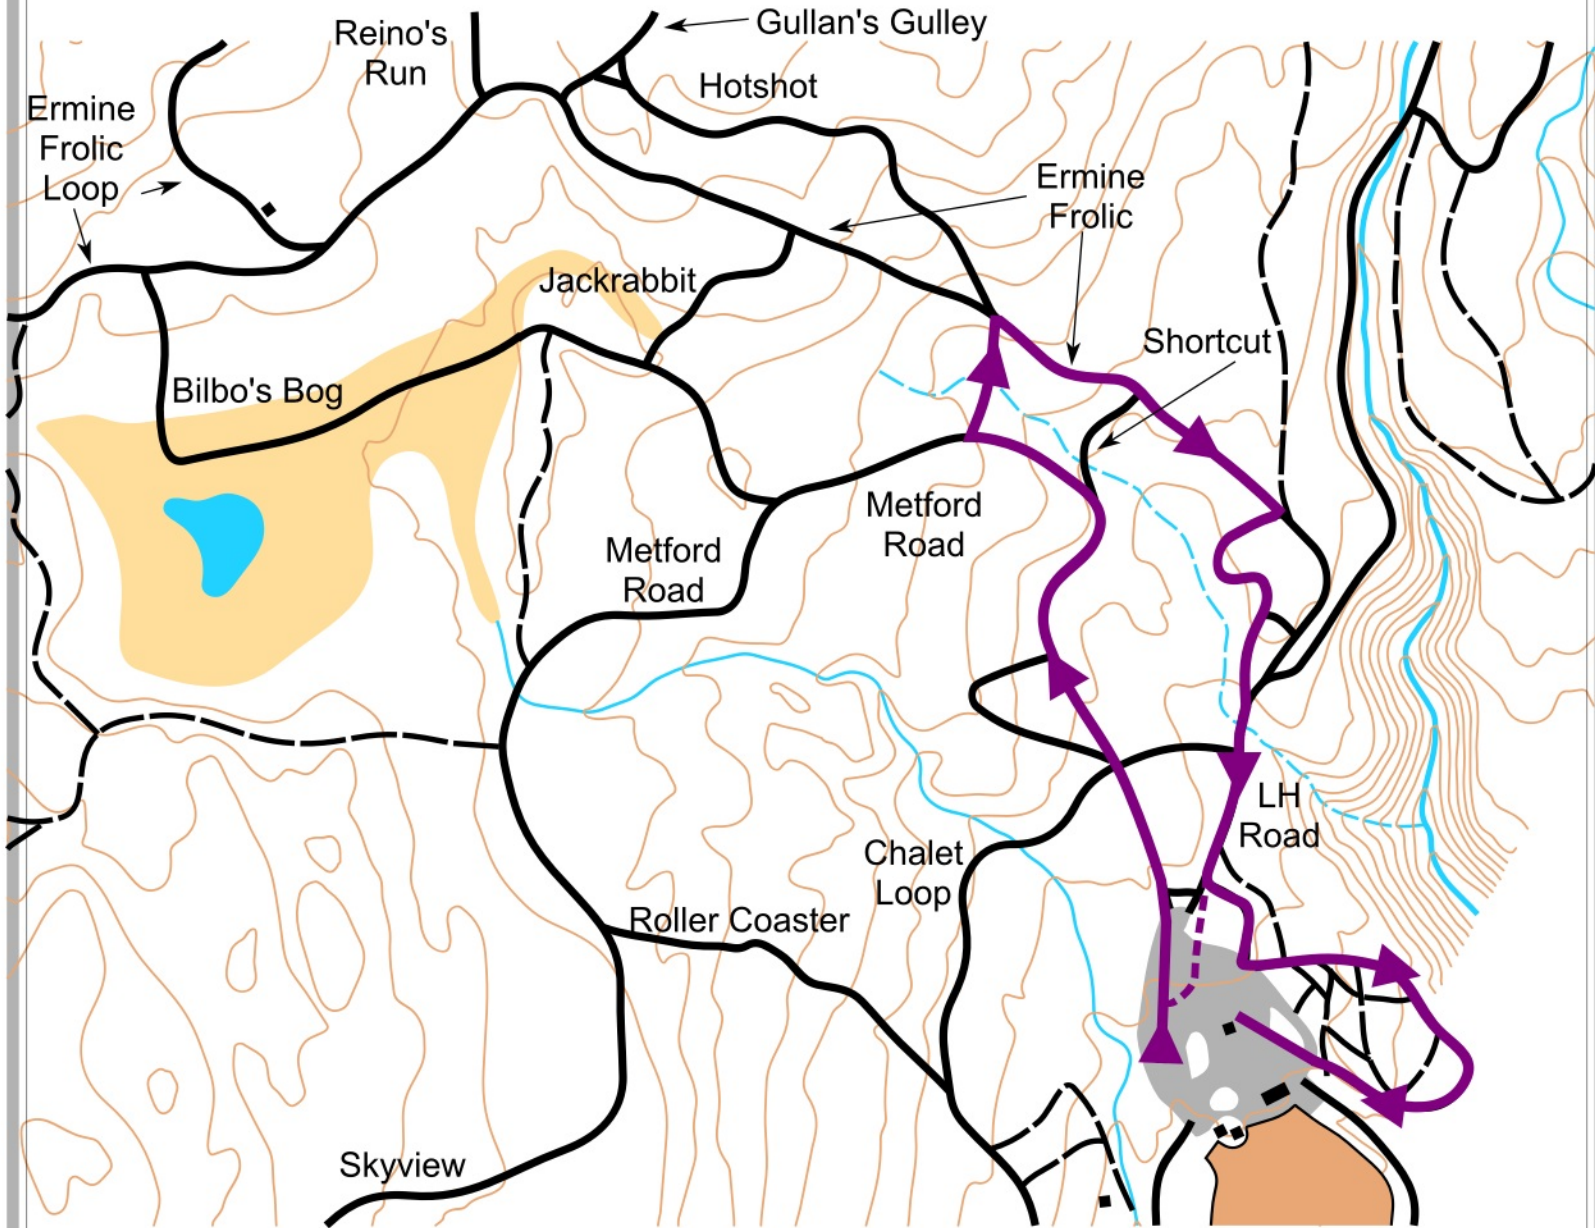 Gullan's Gulley
Reino's
Run
Hotshot
Ermine
Frolic
Loop
Ermine
Frolic
Jackrabbit
Shortcut
Bilbo's Bog
Metford
Road
Metford
Road
LH
Road
Chalet
Loop
Roller Coaster
Skyview